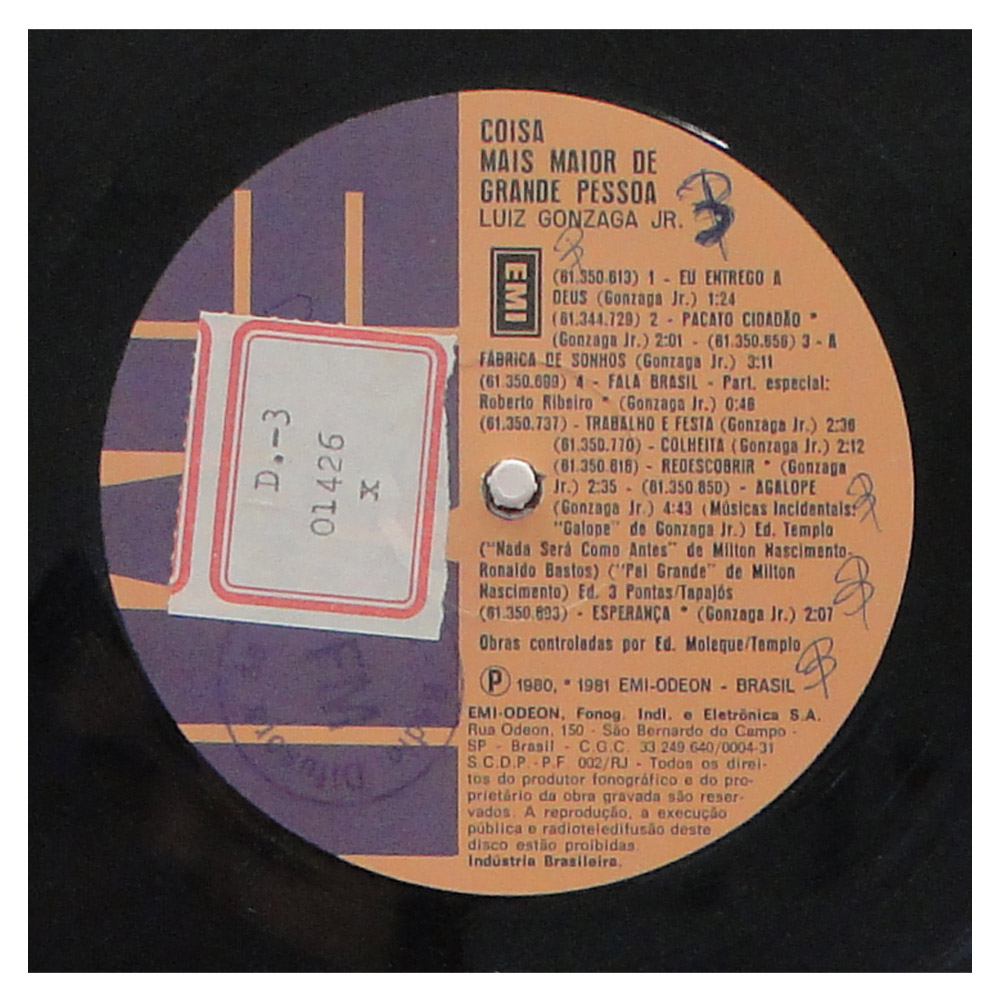 COISA
MAIS MAIOR DE
GRANDE PESSOA
LUIZ GONZAGA JR.
EMI
(61.350.613) 1 - EU ENTREGO A
DEUS (Gonzaga Jr.) 1:24
(61.344.729) 2 - PACATO CIDADÃO *
(Gonzaga Jr.) 2:01 - (61.350.656) 3 - A
FÁBRICA DE SONHOS (Gonzaga Jr.) 3:11
(61.350.699) 4 - FALA BRASIL - Part. especial:
Roberto Ribeiro * (Gonzaga Jr.) 0:46
(61.350.737) - TRABALHO E FESTA (Gonzaga Jr.) 2:36
(61.350.770) - COLHEITA (Gonzaga Jr.) 2:12
(61.350.818) - REDESCOBRIR * (Gonzaga
Jr.) 2:35 - (61.350.850) - AGALOPE
(Gonzaga Jr.) 4:43 (Músicas Incidentais:
"Galope" de Gonzaga Jr.) Ed. Templo
("Nada Será Como Antes" de Milton Nascimento-
Ronaldo Bastos) ("Pai Grande" de Milton
Nascimento) Ed. 3 Pontas/Tapajós
(61.350.893) - ESPERANÇA * (Gonzaga Jr.) 2:07
Obras controladas por Ed. Moleque/Templo
Ⓟ 1980, * 1981 EMI-ODEON - BRASIL
EMI-ODEON, Fonog. Indl. e Eletrônica S.A.
Rua Odeon, 150 - São Bernardo do Campo -
SP - Brasil - C.G.C. 33 249 640/0004-31
S.C.D.P. - P.F. 002/RJ - Todos os direi-
tos do produtor fonográfico e do pro-
prietário da obra gravada são reser-
vados. A reprodução, a execução
pública e radioteledifusão deste
disco estão proibidas.
Indústria Brasileira.
D.-3
01426
x
FM